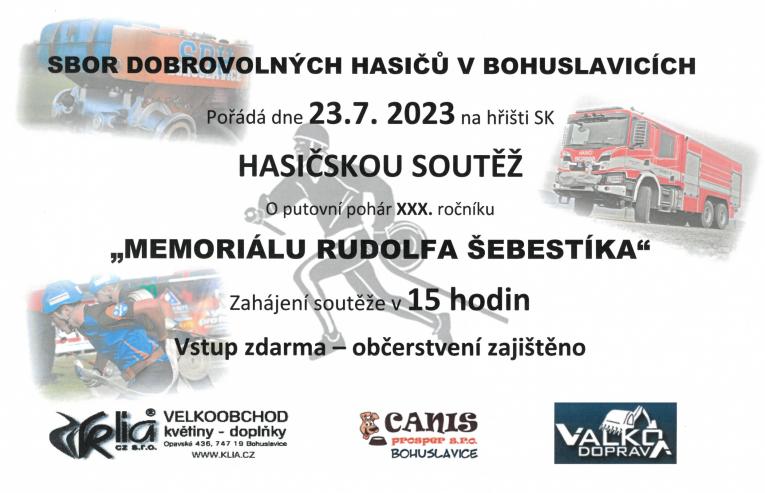 SBOR DOBROVOLNÝCH HASIČŮ V BOHUSLAVICÍCH
Pořádá dne 23.7. 2023 na hřišti SK
HASIČSKOU SOUTĚŽ
O putovní pohár XXX. ročníku
„MEMORIÁLU RUDOLFA ŠEBESTÍKA“
Zahájení soutěže v 15 hodin
Vstup zdarma – občerstvení zajištěno
Klia ®
cz s.r.o.
VELKOOBCHOD
květiny - doplňky
Opavská 436, 747 19 Bohuslavice
WWW.KLIA.CZ
CANIS
prosper s.r.o.
BOHUSLAVICE
VALKO
DOPRAVA